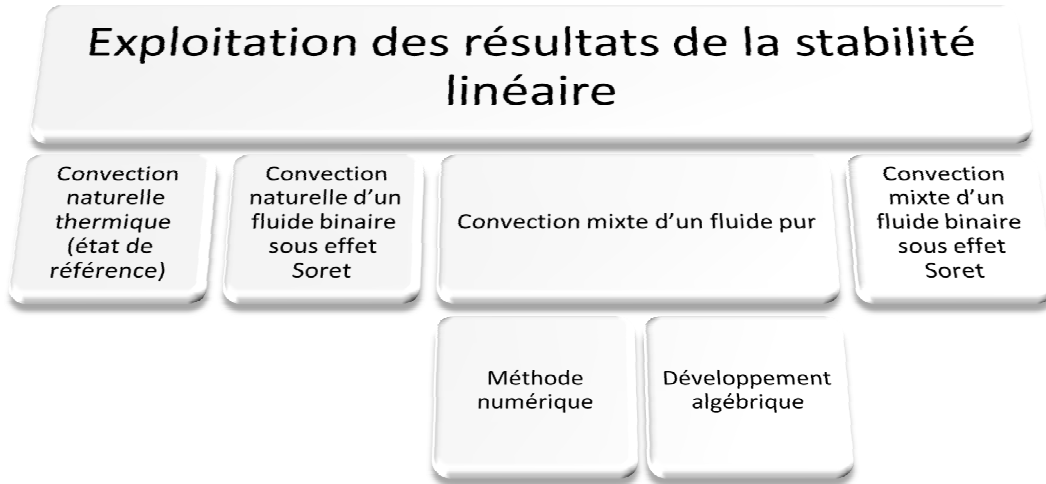 Exploitation des résultats de la stabilité
linéaire
Convection
naturelle
thermique
(état de
référence)
Convection
naturelle d'un
fluide binaire
sous effet
Soret
Convection mixte d'un fluide pur
Convection
mixte d'un
fluide binaire
sous effet
Soret
Méthode
numérique
Développement
algébrique